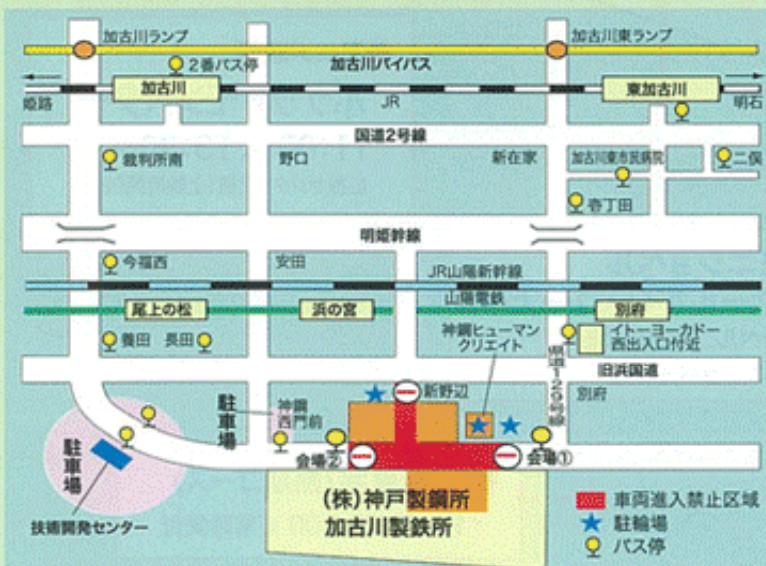 加古川ランプ
加古川東ランプ
2番バス停
加古川バイパス
加古川
東加古川
姫路
JR
明石
国道2号線
裁判所南
野口
新在家
加古川東市民病院
二俣
壱丁田
明姫幹線
今福西
安田
JR山陽新幹線
山陽電鉄
尾上の松
浜の宮
別府
養田
長田
神鋼ヒューマン
クリエイト
県道129号線
イトーヨーカドー
西出入口付近
旧浜国道
新野辺
別府
駐車場
神鋼
西門前
駐車場
会場②
会場①
技術開発センター
(株)神戸製鋼所
加古川製鉄所
車両進入禁止区域
駐輪場
バス停